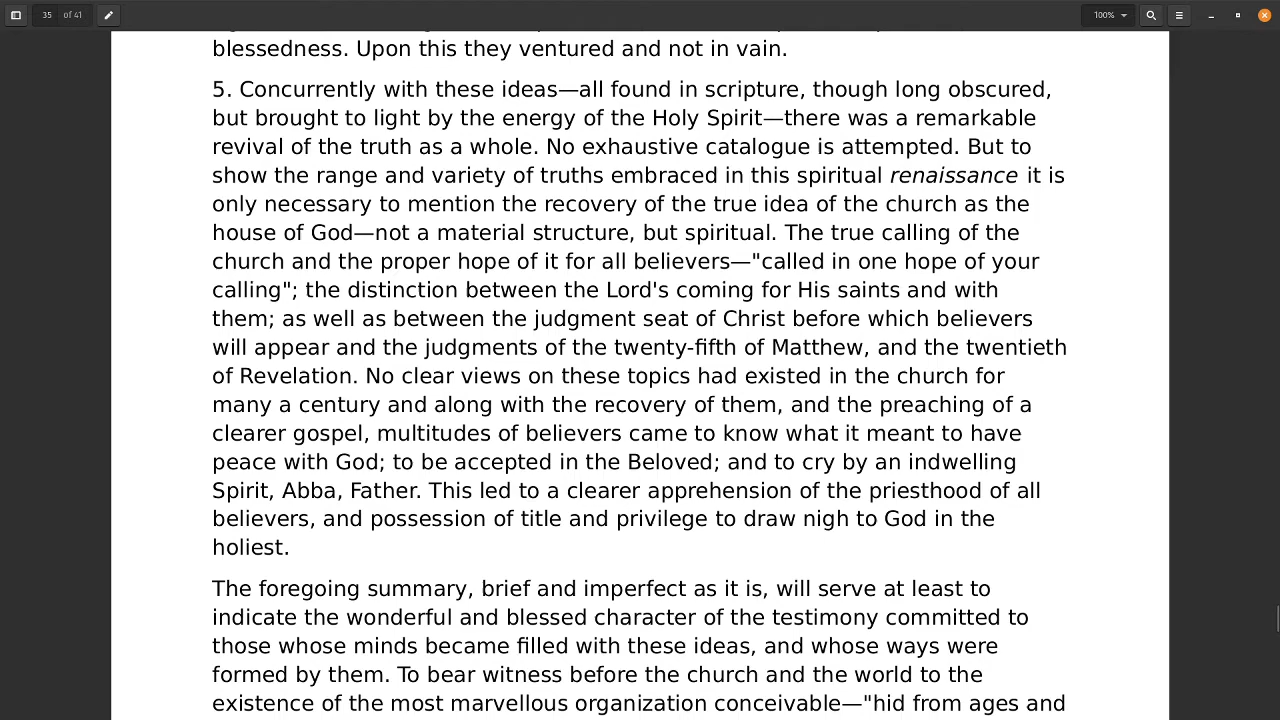 35 of 41
100%
blessedness. Upon this they ventured and not in vain.
5. Concurrently with these ideas—all found in scripture, though long obscured,
but brought to light by the energy of the Holy Spirit—there was a remarkable
revival of the truth as a whole. No exhaustive catalogue is attempted. But to
show the range and variety of truths embraced in this spiritual renaissance it is
only necessary to mention the recovery of the true idea of the church as the
house of God—not a material structure, but spiritual. The true calling of the
church and the proper hope of it for all believers—"called in one hope of your
calling"; the distinction between the Lord's coming for His saints and with
them; as well as between the judgment seat of Christ before which believers
will appear and the judgments of the twenty-fifth of Matthew, and the twentieth
of Revelation. No clear views on these topics had existed in the church for
many a century and along with the recovery of them, and the preaching of a
clearer gospel, multitudes of believers came to know what it meant to have
peace with God; to be accepted in the Beloved; and to cry by an indwelling
Spirit, Abba, Father. This led to a clearer apprehension of the priesthood of all
believers, and possession of title and privilege to draw nigh to God in the
holiest.
The foregoing summary, brief and imperfect as it is, will serve at least to
indicate the wonderful and blessed character of the testimony committed to
those whose minds became filled with these ideas, and whose ways were
formed by them. To bear witness before the church and the world to the
existence of the most marvellous organization conceivable—"hid from ages and